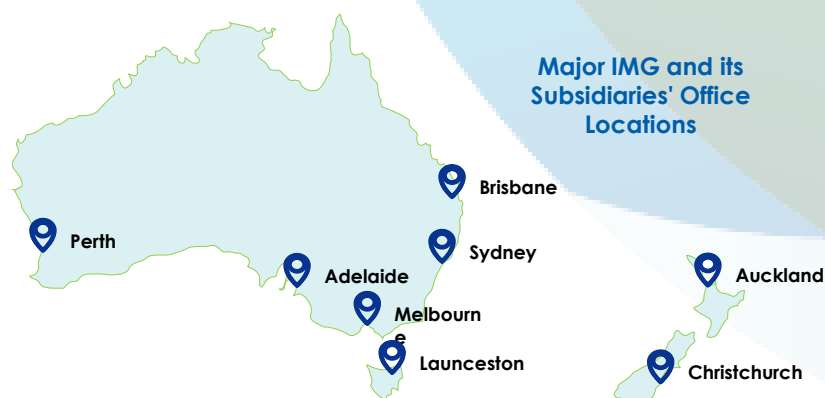 Major IMG and its
Subsidiaries' Office
Locations
Brisbane
Perth
Sydney
Adelaide
Auckland
Melbourn
e
Launceston
Christchurch